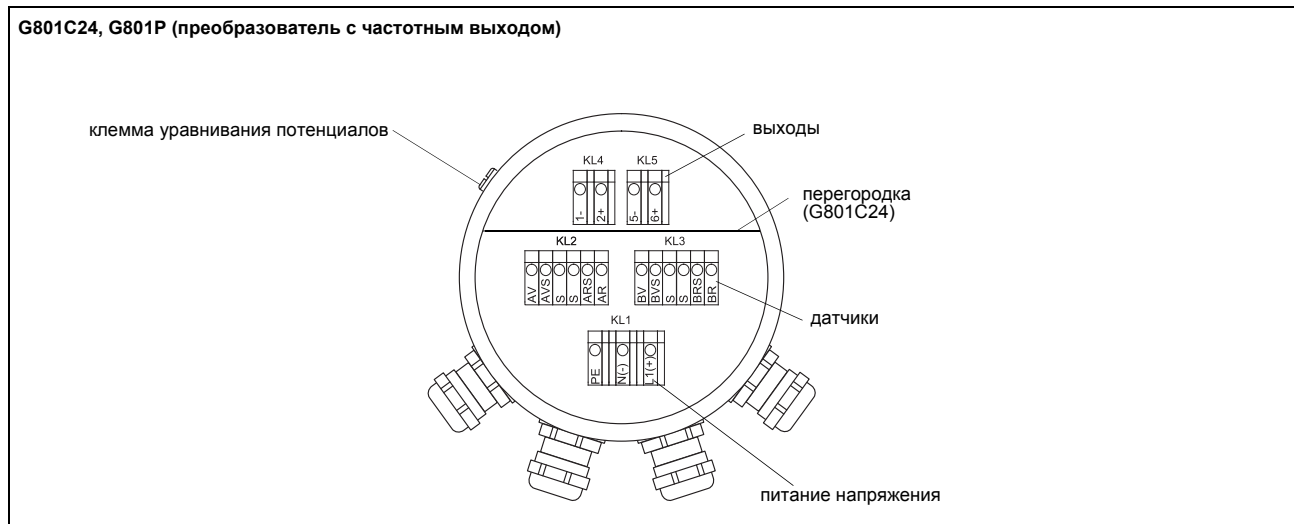 G801C24, G801P (преобразователь с частотным выходом)
клемма уравнивания потенциалов
выходы
KL4 KL5
1- 2+ 5- 6+
перегородка
(G801C24)
KL2 KL3
AV AVS S S ARS AR BV BVS S S BRS BR
датчики
KL1
PE N(-) L1(+)
питание напряжения